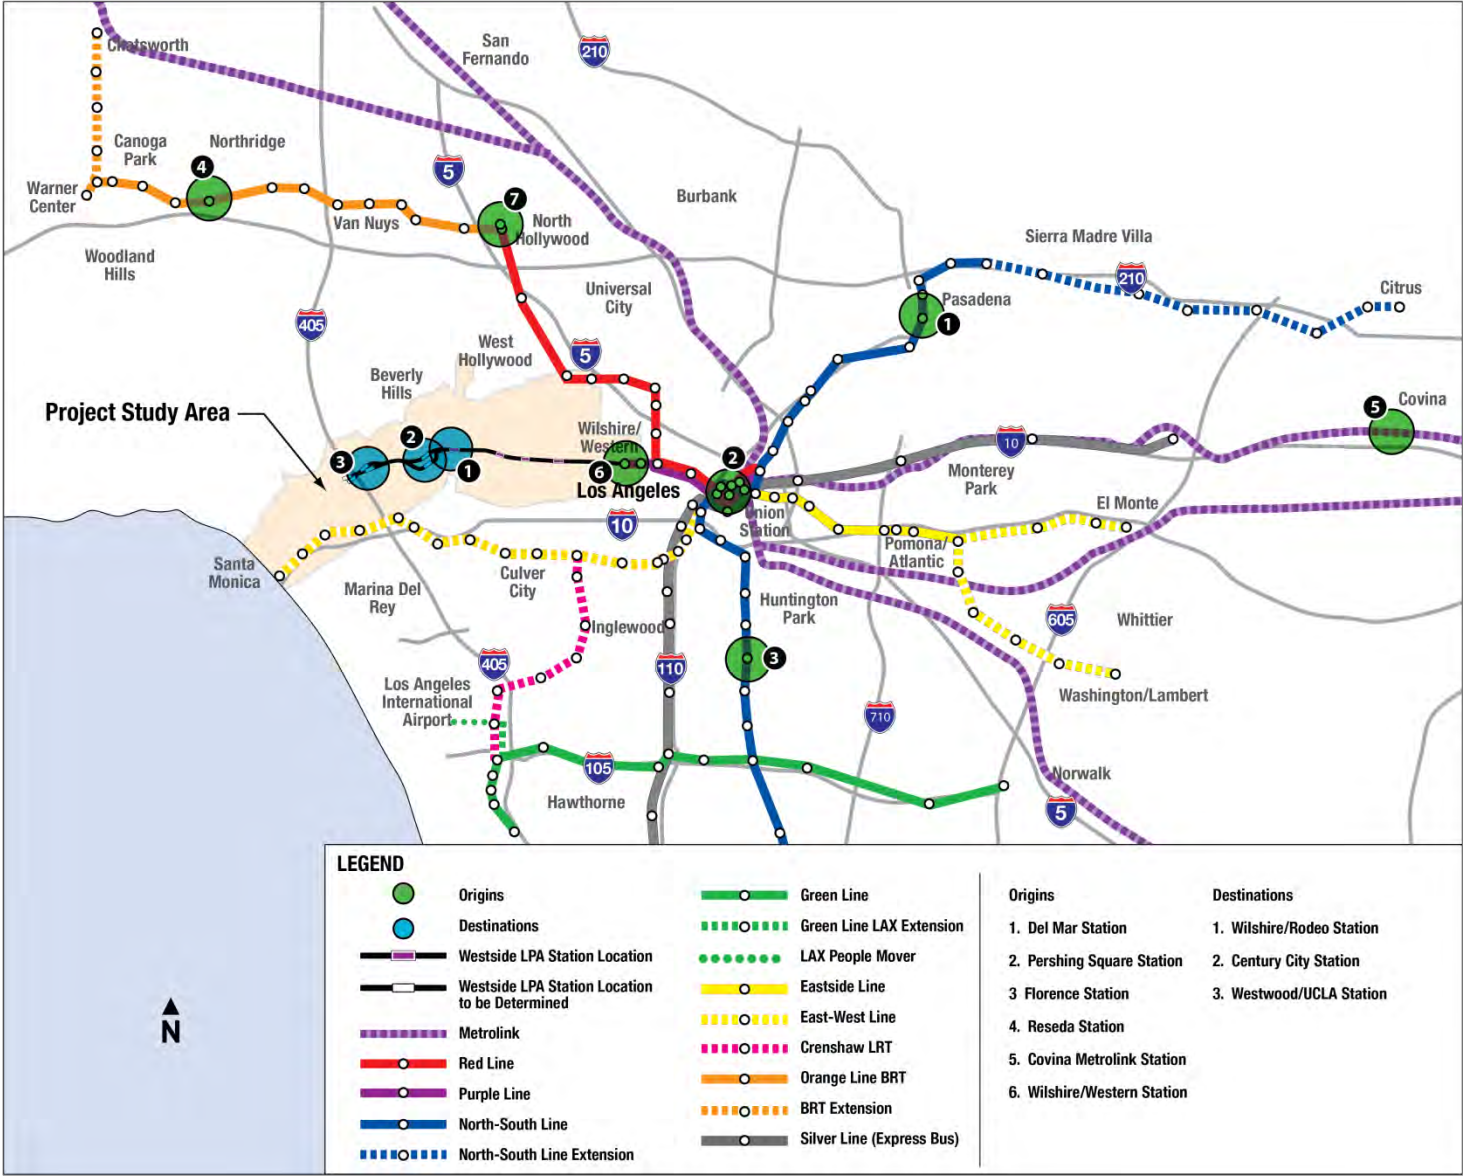 Chatsworth
San
Fernando
210
Canoga
Park
Northridge
4
5
Warner
Center
7
Burbank
Van Nuys
North
Hollywood
Woodland
Hills
Sierra Madre Villa
210
Universal
City
Pasadena
Citrus
405
1
West
Hollywood
5
Beverly
Hills
Project Study Area
5
Covina
Wilshire/
Western
2
10
3
1
6
2
Los Angeles
Monterey
Park
El Monte
10
Union
Station
Pomona/
Atlantic
Santa
Monica
Culver
City
Marina Del
Rey
Huntington
Park
Inglewood
605
Whittier
405
110
3
Los Angeles
International
Airport
Washington/Lambert
710
105
Norwalk
Hawthorne
5
LEGEND
Origins
Destinations
Westside LPA Station Location
Westside LPA Station Location
to be Determined
Metrolink
Red Line
Purple Line
North-South Line
North-South Line Extension
Green Line
Green Line LAX Extension
LAX People Mover
Eastside Line
East-West Line
Crenshaw LRT
Orange Line BRT
BRT Extension
Silver Line (Express Bus)
Origins
1. Del Mar Station
2. Pershing Square Station
3 Florence Station
4. Reseda Station
5. Covina Metrolink Station
6. Wilshire/Western Station
Destinations
1. Wilshire/Rodeo Station
2. Century City Station
3. Westwood/UCLA Station
N